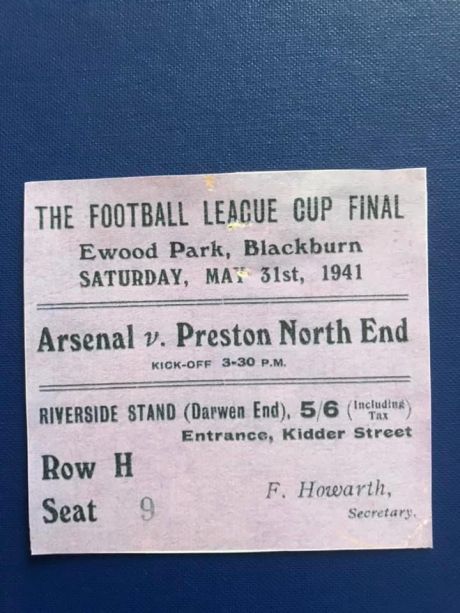 THE FOOTBALL LEAGUE CUP FINAL
Ewood Park, Blackburn
SATURDAY, MAY 31st, 1941
Arsenal v. Preston North End
KICK-OFF 3-30 P.M.
RIVERSIDE STAND (Darwen End), 5/6 (Including Tax)
Entrance, Kidder Street
Row H
Seat 9
F. Howarth,
Secretary.